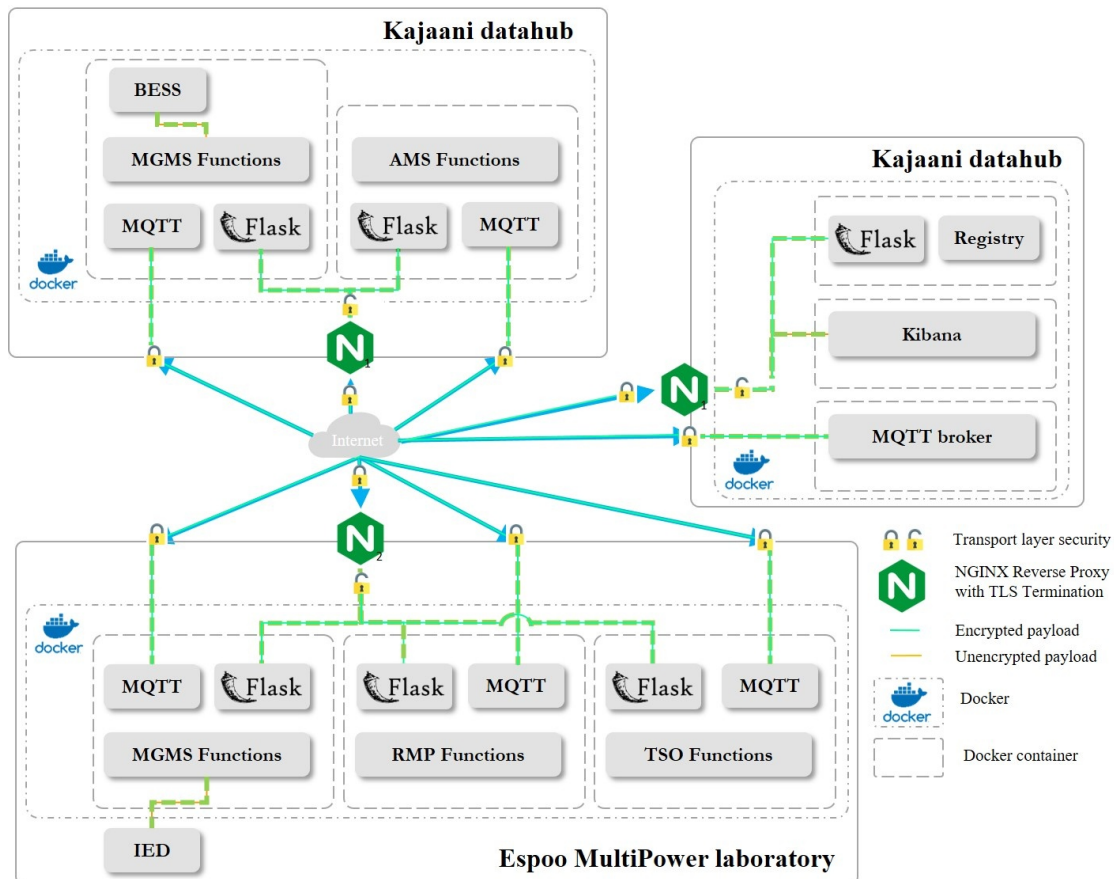 Kajaani datahub
BESS
MGMS Functions
AMS Functions
MQTT
Flask
Flask
MQTT
docker
N
1
Kajaani datahub
Flask
Registry
Kibana
N
1
MQTT broker
docker
Internet
N
2
docker
MQTT
Flask
Flask
MQTT
Flask
MQTT
MGMS Functions
RMP Functions
TSO Functions
IED
Espoo MultiPower laboratory
Transport layer security
N
NGINX Reverse Proxy
with TLS Termination
Encrypted payload
Unencrypted payload
docker
Docker
Docker container